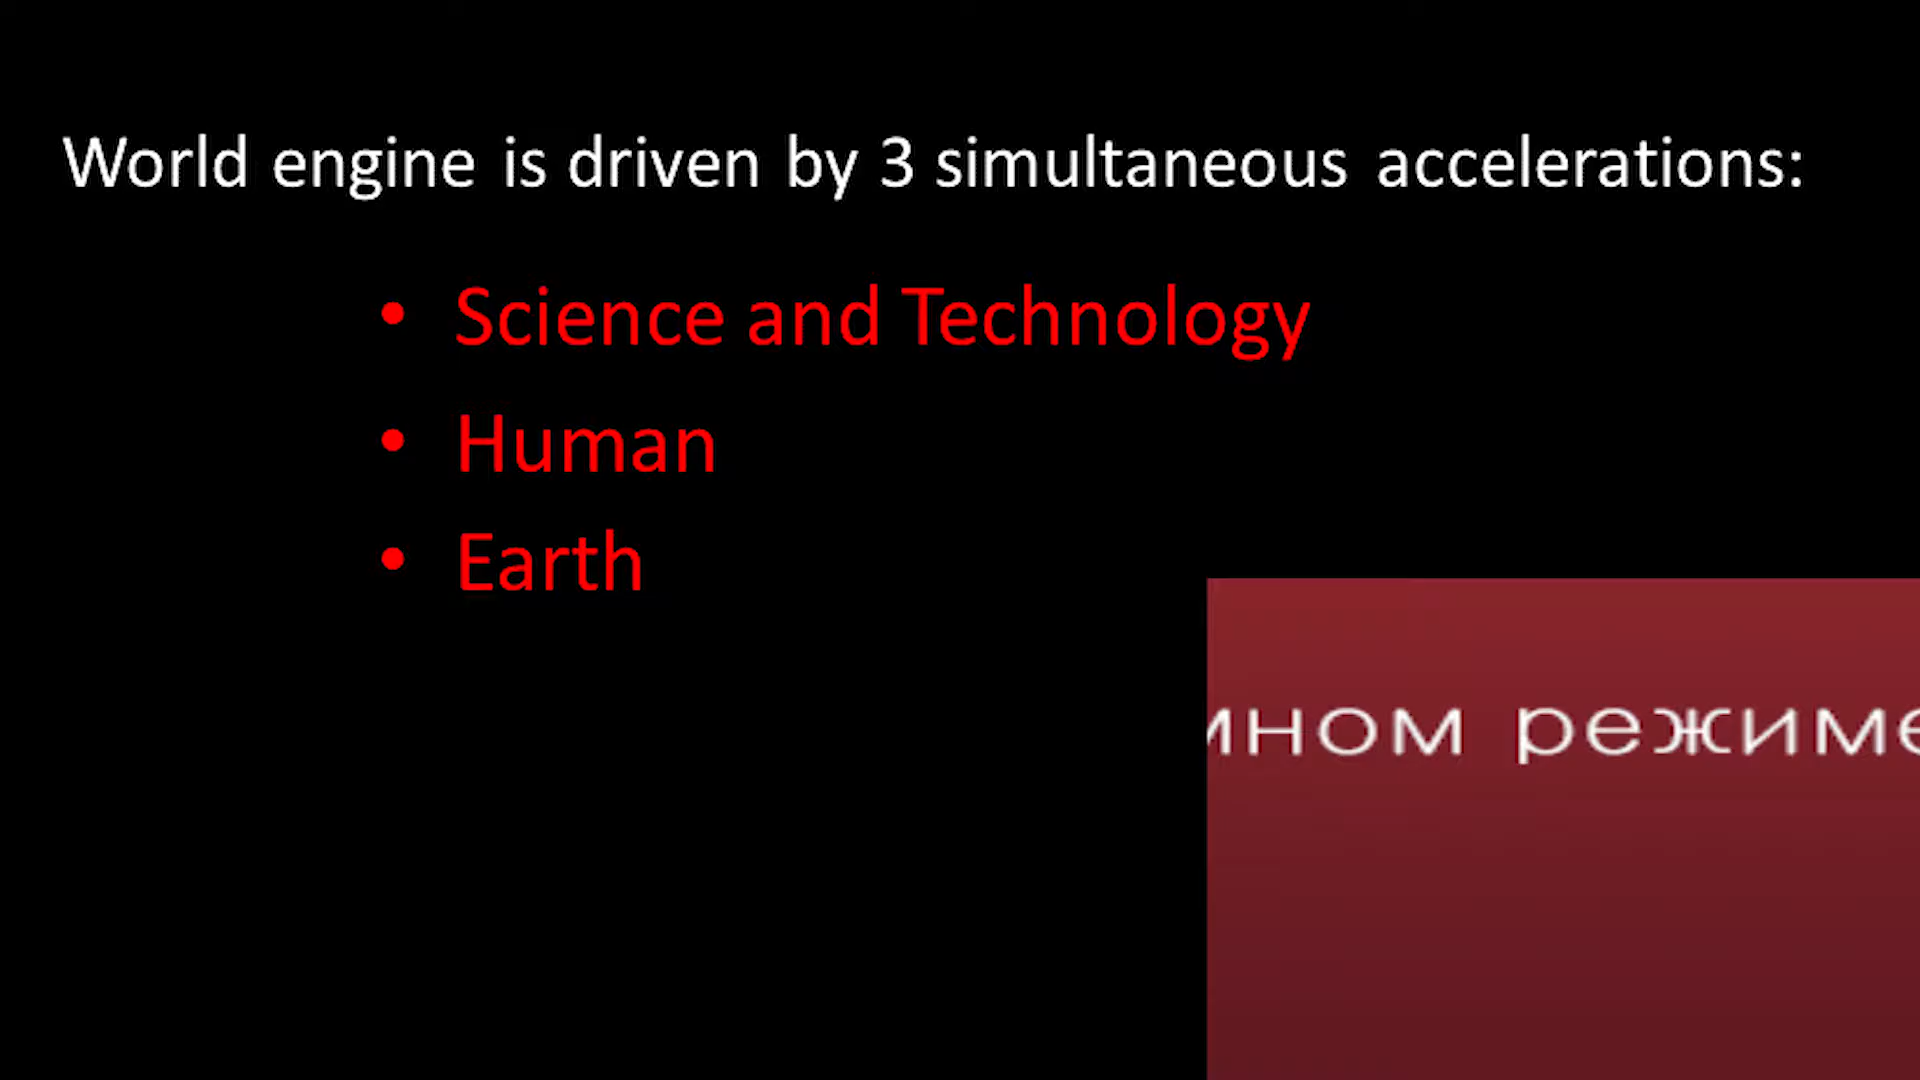 World engine is driven by 3 simultaneous accelerations:
• Science and Technology
• Human
• Earth
режиме